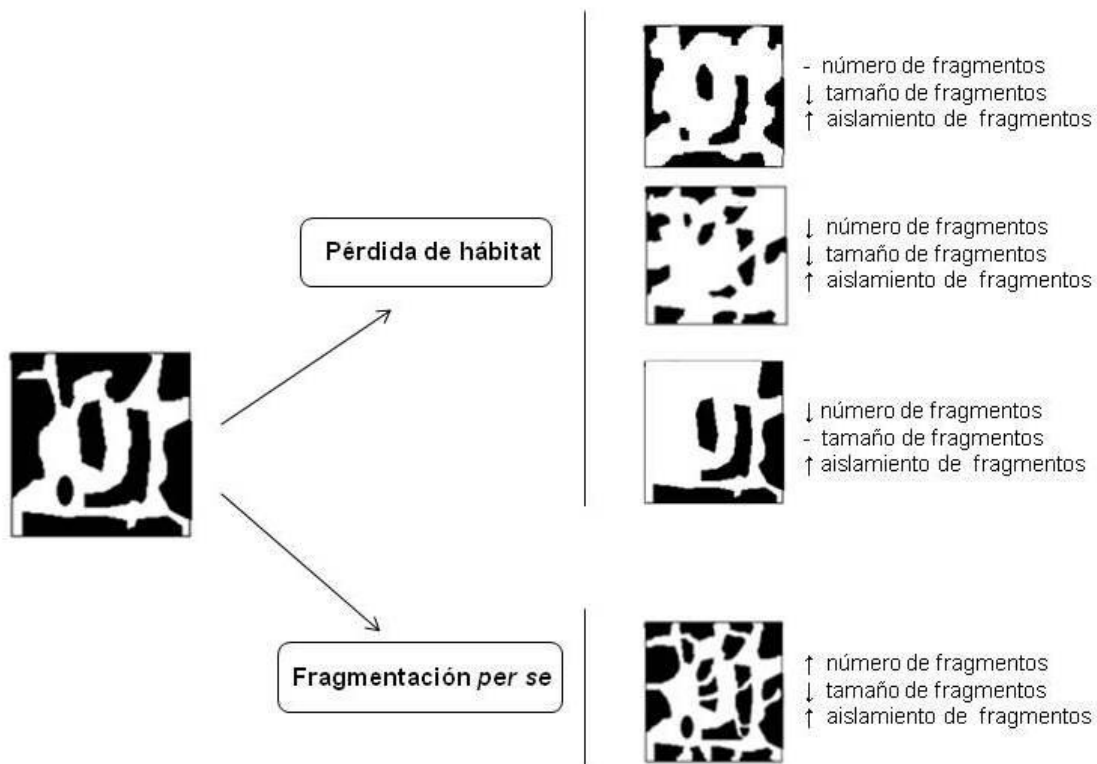 - número de fragmentos
↓ tamaño de fragmentos
↑ aislamiento de fragmentos
Pérdida de hábitat
↓ número de fragmentos
↓ tamaño de fragmentos
↑ aislamiento de fragmentos
↓ número de fragmentos
- tamaño de fragmentos
↑ aislamiento de fragmentos
Fragmentación per se
↑ número de fragmentos
↓ tamaño de fragmentos
↑ aislamiento de fragmentos